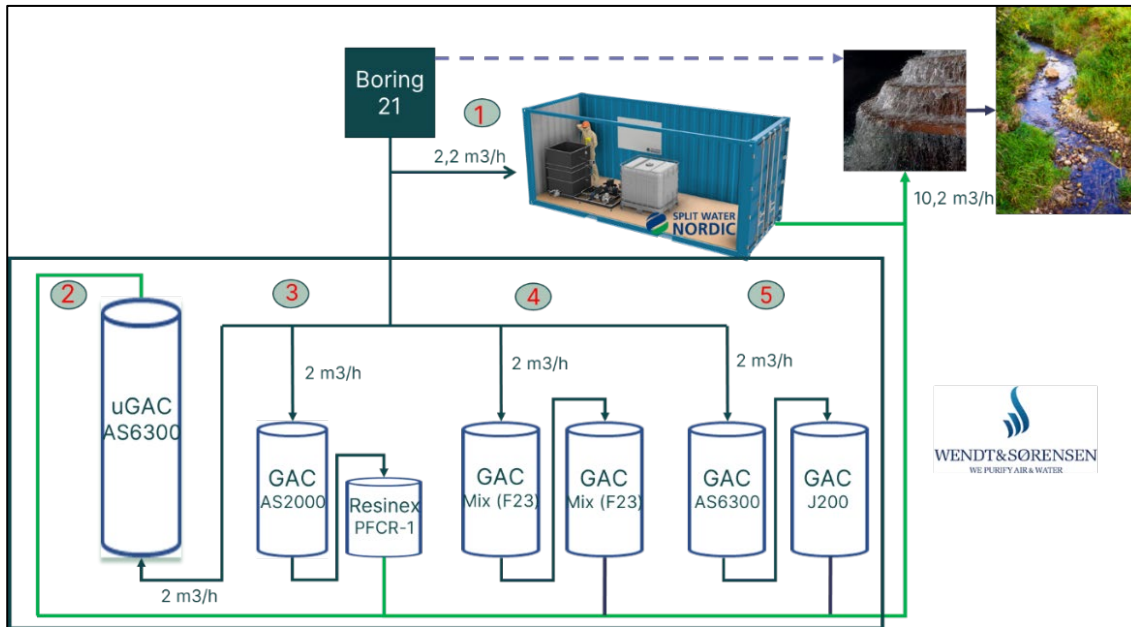 Boring
21
1
2,2 m3/h
SPLIT WATER
NORDIC
10,2 m3/h
2
3
4
5
2 m3/h
2 m3/h
2 m3/h
uGAC
AS6300
GAC
AS2000
Resinex
PFCR-1
GAC
Mix (F23)
GAC
Mix (F23)
GAC
AS6300
GAC
J200
2 m3/h
WENDT&SØRENSEN
WE PURIFY AIR & WATER